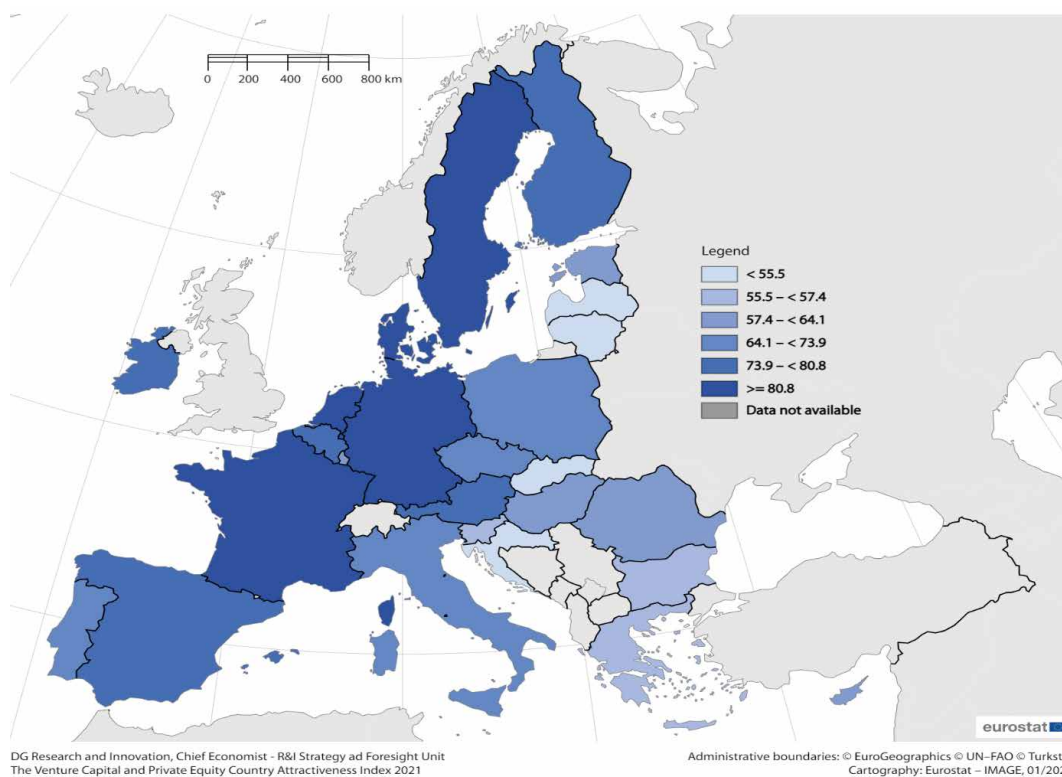 0 200 400 600 800 km
Legend
< 55.5
55.5 – < 57.4
57.4 – < 64.1
64.1 – < 73.9
73.9 – < 80.8
>= 80.8
Data not available
eurostat
DG Research and Innovation, Chief Economist - R&I Strategy ad Foresight Unit
The Venture Capital and Private Equity Country Attractiveness Index 2021
Administrative boundaries: © EuroGeographics © UN–FAO © Turkst
Cartography: Eurostat – IMAGE, 01/202